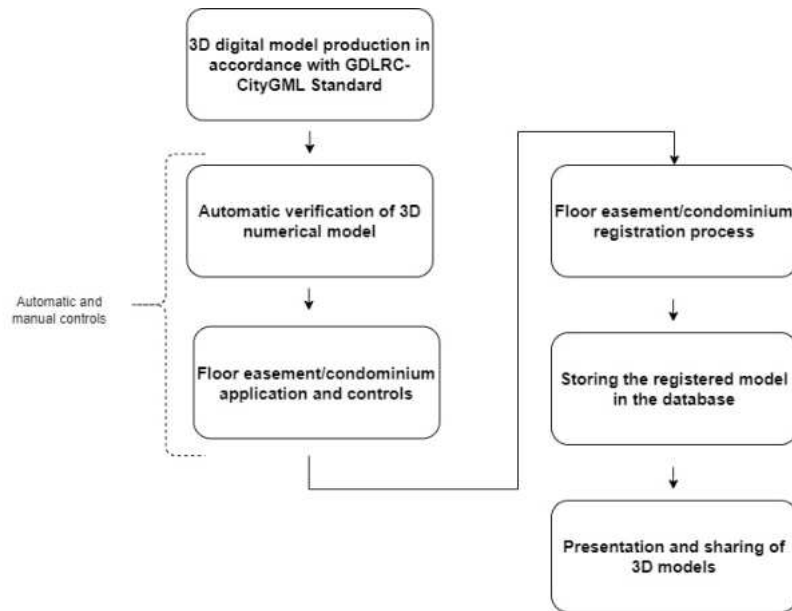 3D digital model production in
accordance with GDLRC-
CityGML Standard
Automatic verification of 3D
numerical model
Automatic and
manual controls
Floor easement/condominium
application and controls
Floor easement/condominium
registration process
Storing the registered model
in the database
Presentation and sharing of
3D models